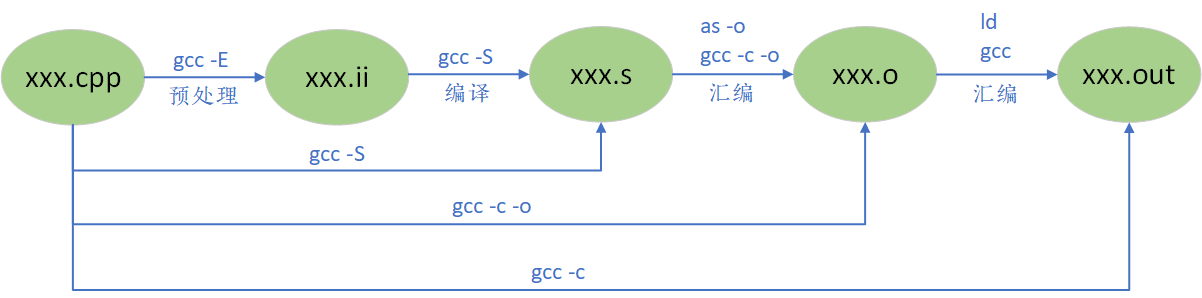 xxx.cpp
gcc -E
预处理
xxx.ii
gcc -S
编译
xxx.s
as -o
gcc -c -o
汇编
xxx.o
ld
gcc
汇编
xxx.out
gcc -S
gcc -c -o
gcc -c